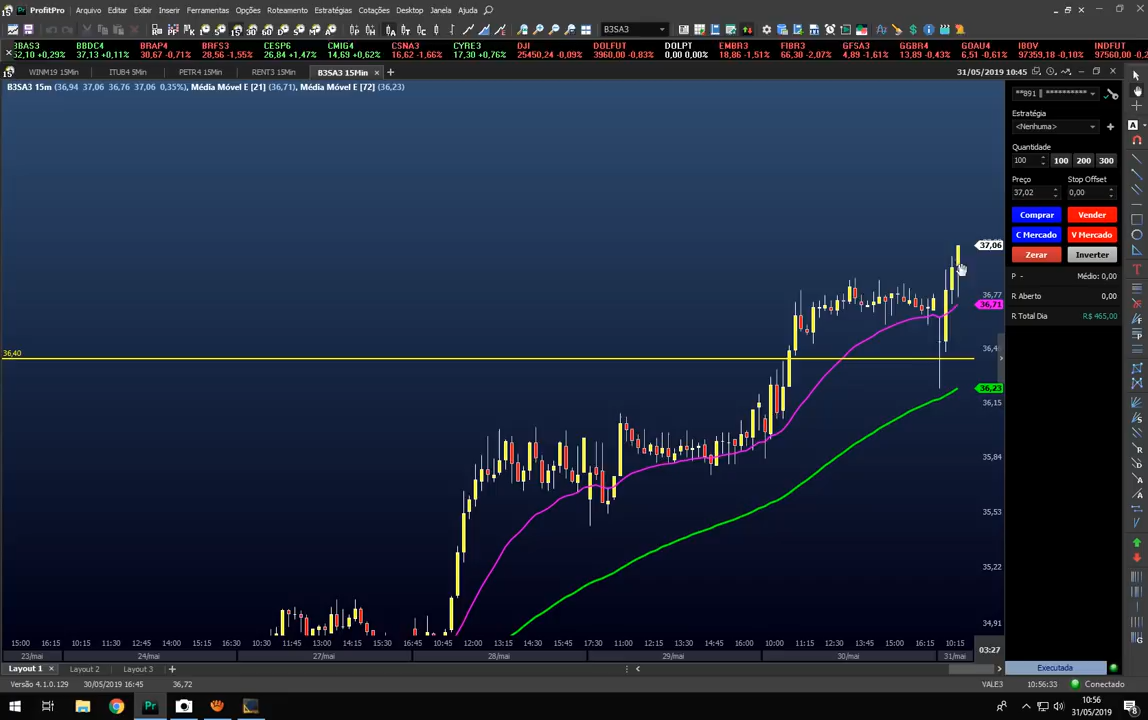 ProfitPro Arquivo Editar Exibir Inserir Ferramentas Opções Roteamento Estratégias Cotações Desktop Janela Ajuda
B3SA3
BBAS3 BBDC4 BRAP4 BRFS3 CESP6 CMIG4 CSNA3 CYRE3 DJI DOLFUT DOLPT EMBR3 FIBR3 GFSA3 GGBR4 GOAU4 IBOV INDFUT
52,10 +0,29% 37,13 +0,11% 30,67 -0,71% 28,56 -1,55% 26,84 +1,47% 14,69 +0,62% 16,62 -1,66% 17,30 +0,76% 25450,24 -0,09% 3960,00 -0,83% 0,00 0,00% 18,86 -1,51% 66,30 -2,07% 4,89 -1,61% 13,89 -0,43% 6,51 -0,61% 97359,18 -0,10% 97560,0
WINM19 15Min ITUB4 5Min PETR4 15Min RENT3 15Min B3SA3 15Min 31/05/2019 10:45
B3SA3 15m (36,94 37,06 36,76 37,06 0,35%), Média Móvel E [21] (36,71), Média Móvel E [72] (36,23)
**891 || **********
Estratégia
<Nenhuma>
Quantidade
100 100 200 300
Preço Stop Offset
37,02 0,00
Comprar Vender
C Mercado V Mercado
Zerar Inverter
P - Médio: 0,00
R Aberto 0,00
R Total Dia R$ 465,00
37,06
36,77
36,71
36,40
36,4
36,23
36,15
35,84
35,53
35,22
34,91
15:00 16:15 10:15 11:30 12:45 14:00 15:15 16:30 10:30 11:30 13:00 14:15 15:30 16:45 12:00 13:15 14:30 15:45 17:30 11:00 12:15 13:30 14:45 16:00 10:00 11:15 12:30 13:45 15:00 16:15 10:15
03:27
23/mai 24/mai 27/mai 28/mai 29/mai 30/mai 31/mai
Layout 1 Layout 2 Layout 3
Executada
Versão 4.1.0.129 30/05/2019 16:45 36,72 VALE3 10:56:33 Conectado
10:56
31/05/2019